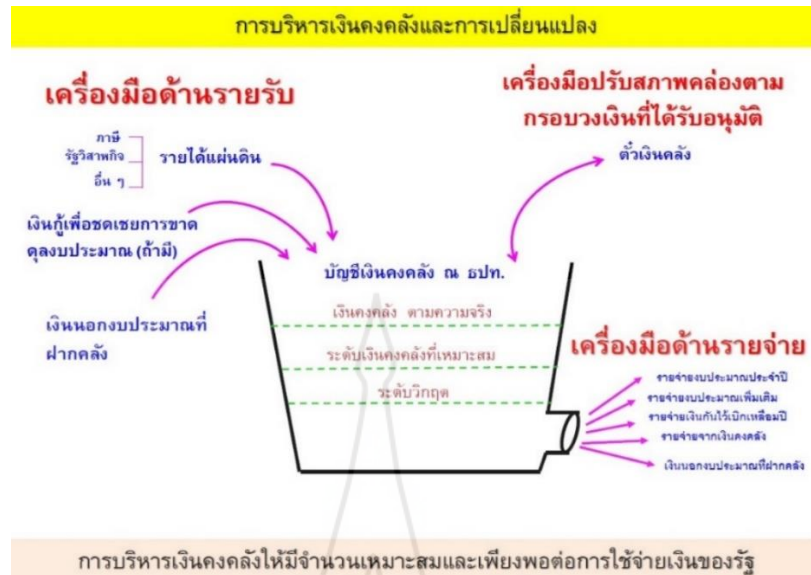 การบริหารเงินคงคลังและการเปลี่ยนแปลง
เครื่องมือด้านรายรับ
ภาษี
รัฐวิสาหกิจ
อื่น ๆ
รายได้แผ่นดิน
เงินกู้เพื่อชดเชยการขาด
ดุลงบประมาณ (ถ้ามี)
เงินนอกงบประมาณที่
ฝากคลัง
เครื่องมือปรับสภาพคล่องตาม
กรอบวงเงินที่ได้รับอนุมัติ
ตั๋วเงินคลัง
บัญชีเงินคงคลัง ณ ธปท.
เงินคงคลัง ตามความจริง
ระดับเงินคงคลังที่เหมาะสม
ระดับวิกฤต
เครื่องมือด้านรายจ่าย
รายจ่ายงบประมาณประจำปี
รายจ่ายงบประมาณเพิ่มเติม
รายจ่ายเงินกันไว้เบิกเหลื่อมปี
รายจ่ายจากเงินคงคลัง
เงินนอกงบประมาณที่ฝากคลัง
การบริหารเงินคงคลังให้มีจำนวนเหมาะสมและเพียงพอต่อการใช้จ่ายเงินของรัฐ